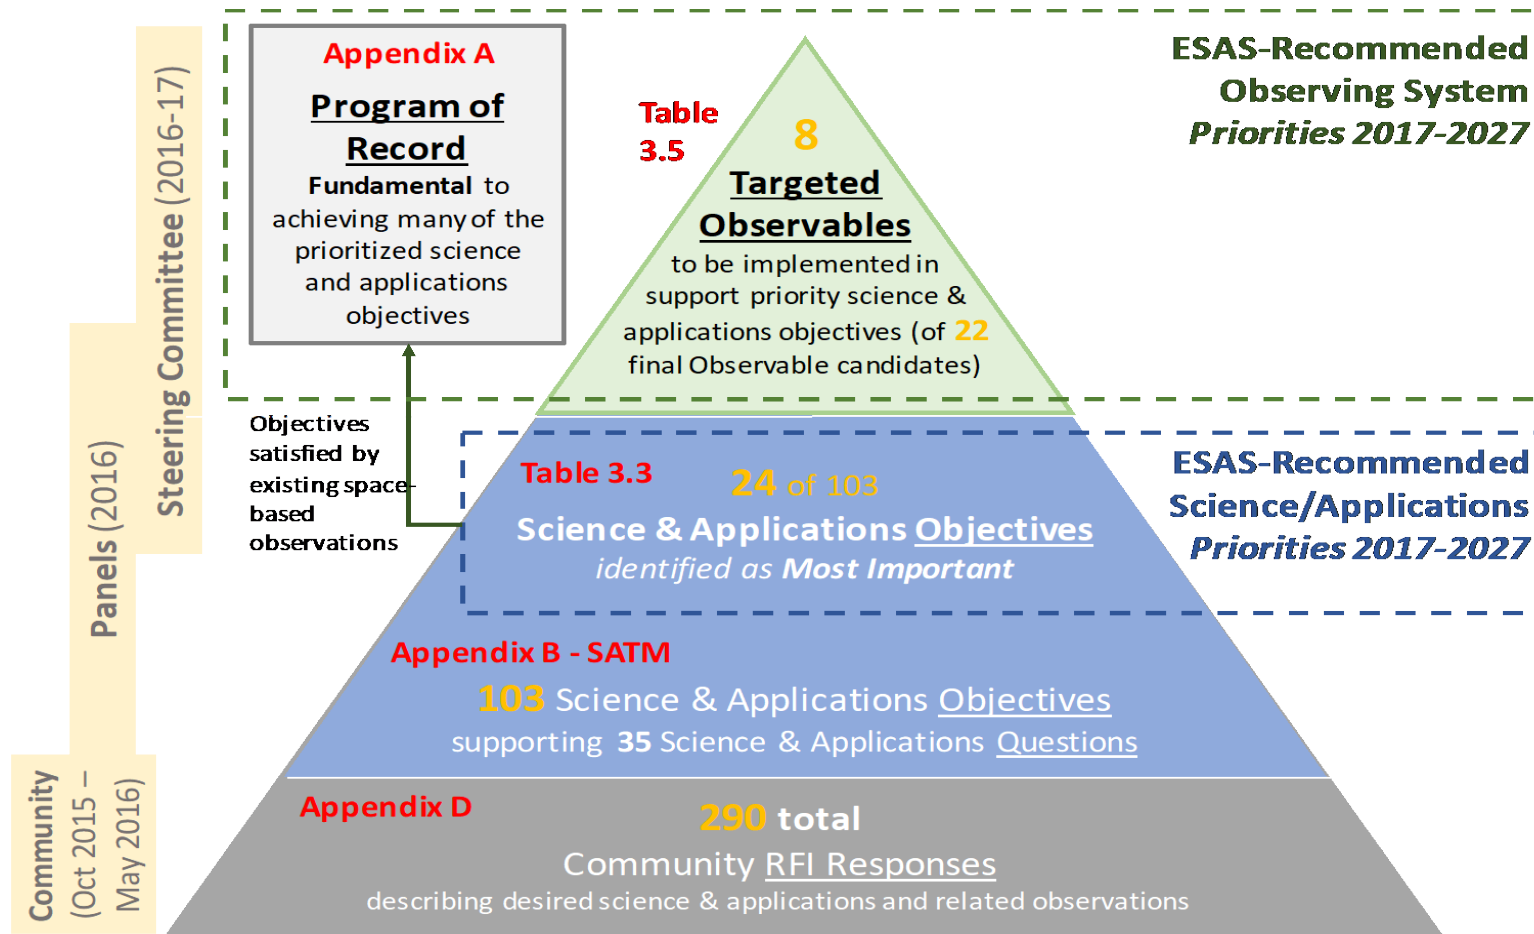 Steering Committee (2016-17)
Panels (2016)
Community
(Oct 2015 –
May 2016)
Appendix A
Program of
Record
Fundamental to
achieving many of the
prioritized science
and applications
objectives
Table
3.5
8
Targeted
Observables
to be implemented in
support priority science &
applications objectives (of 22
final Observable candidates)
ESAS-Recommended
Observing System
Priorities 2017-2027
Objectives
satisfied by
existing space-
based
observations
Table 3.3
24 of 103
Science & Applications Objectives
identified as Most Important
ESAS-Recommended
Science/Applications
Priorities 2017-2027
Appendix B - SATM
103 Science & Applications Objectives
supporting 35 Science & Applications Questions
Appendix D
290 total
Community RFI Responses
describing desired science & applications and related observations